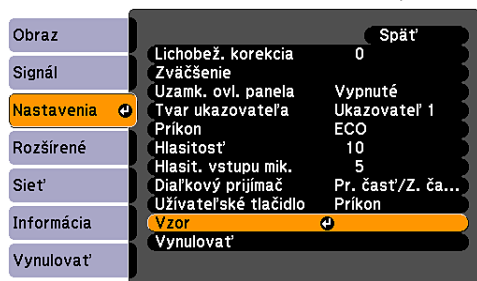 Obraz
Signál
Nastavenia
Rozšírené
Sieť
Informácia
Vynulovať
Späť
Lichobež. korekcia 0
Zväčšenie
Uzamk. ovl. panela Vypnuté
Tvar ukazovateľa Ukazovateľ 1
Príkon ECO
Hlasitosť 10
Hlasit. vstupu mik. 5
Diaľkový prijímač Pr. časť/Z. ča...
Užívateľské tlačidlo Príkon
Vzor
Vynulovať